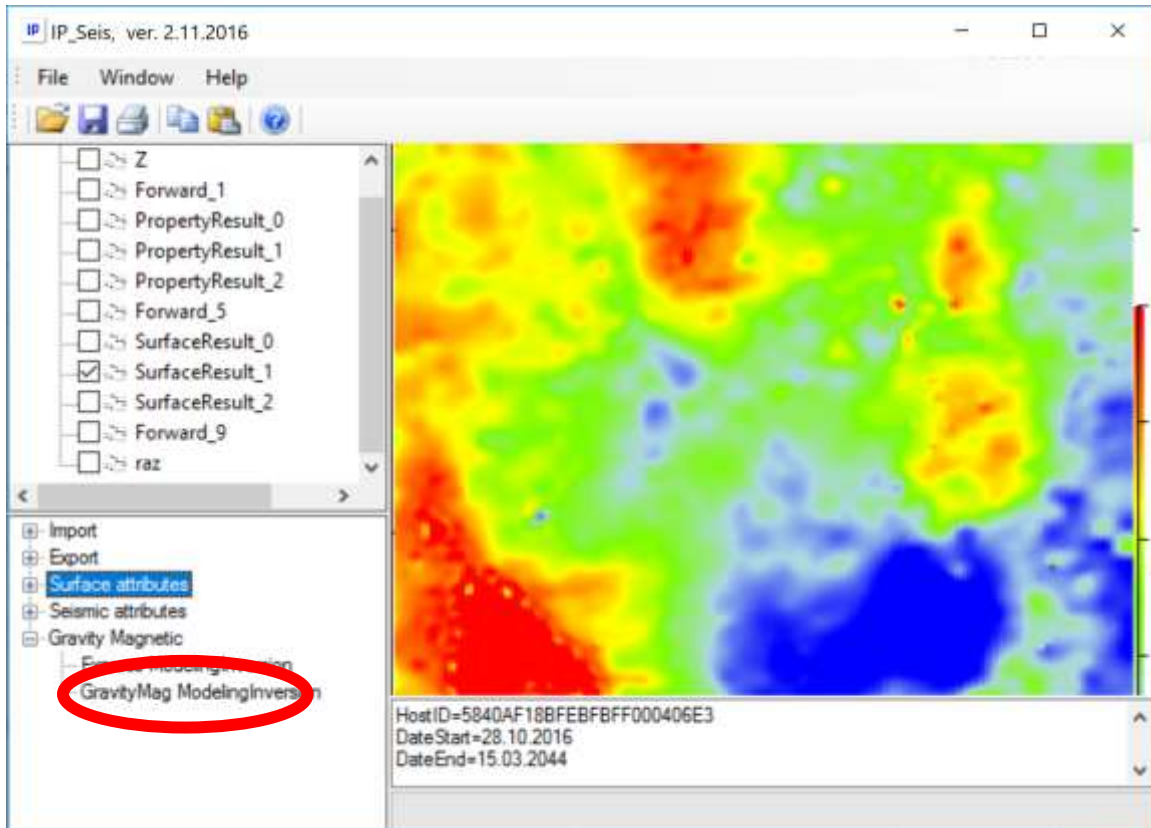 IP IP_Seis, ver. 2.11.2016
File Window Help
Z
Forward_1
PropertyResult_0
PropertyResult_1
PropertyResult_2
Forward_5
SurfaceResult_0
SurfaceResult_1
SurfaceResult_2
Forward_9
raz
Import
Export
Surface attributes
Seismic attributes
Gravity Magnetic
GravityMag ModelingInversion
HostID=5840AF18BFEBFBFF000406E3
DateStart=28.10.2016
DateEnd=15.03.2044